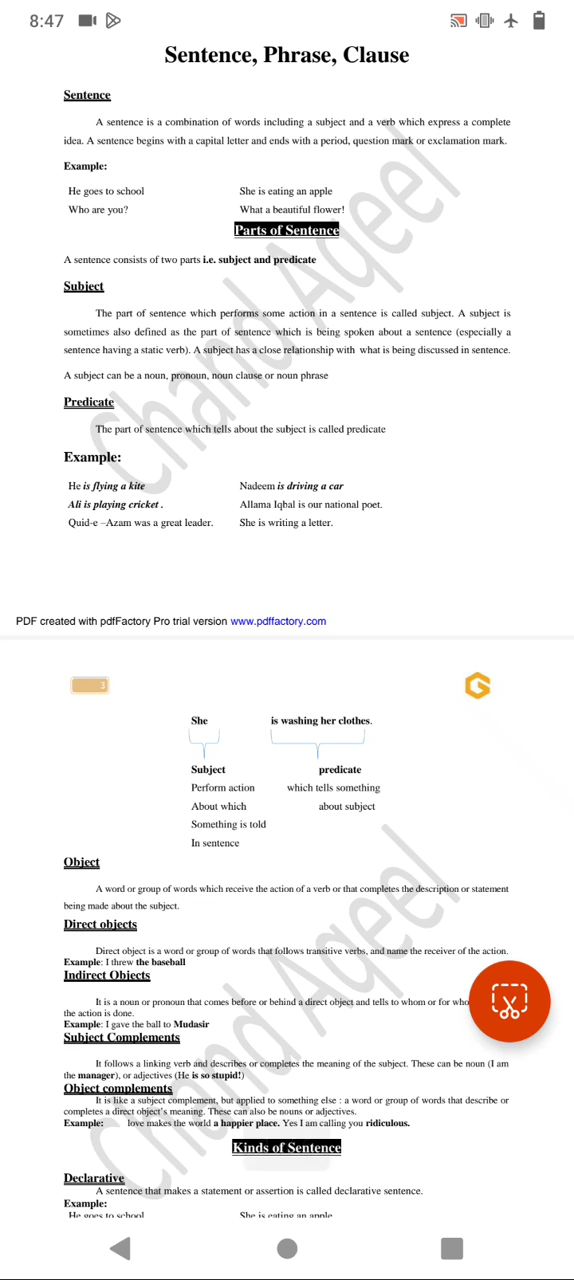 8:47
Sentence, Phrase, Clause
Sentence
A sentence is a combination of words including a subject and a verb which express a complete
idea. A sentence begins with a capital letter and ends with a period, question mark or exclamation mark.
Example:
He goes to school She is eating an apple
Who are you? What a beautiful flower!
Parts of Sentence
A sentence consists of two parts i.e. subject and predicate
Subject
The part of sentence which performs some action in a sentence is called subject. A subject is
sometimes also defined as the part of sentence which is being spoken about a sentence (especially a
sentence having a static verb). A subject has a close relationship with what is being discussed in sentence.
A subject can be a noun, pronoun, noun clause or noun phrase
Predicate
The part of sentence which tells about the subject is called predicate
Example:
He is flying a kite Nadeem is driving a car
Ali is playing cricket . Allama Iqbal is our national poet.
Quid-e –Azam was a great leader. She is writing a letter.
Chand Aqeel
PDF created with pdfFactory Pro trial version www.pdffactory.com
3
She is washing her clothes.
Subject predicate
Perform action which tells something
About which about subject
Something is told
In sentence
Object
A word or group of words which receive the action of a verb or that completes the description or statement
being made about the subject.
Direct objects
Direct object is a word or group of words that follows transitive verbs, and name the receiver of the action.
Example: I threw the baseball
Indirect Objects
It is a noun or pronoun that comes before or behind a direct object and tells to whom or for who
the action is done.
Example: I gave the ball to Mudasir
Subject Complements
It follows a linking verb and describes or completes the meaning of the subject. These can be noun (I am
the manager), or adjectives (He is so stupid!)
Object complements
It is like a subject complement, but applied to something else : a word or group of words that describe or
completes a direct object's meaning. These can also be nouns or adjectives.
Example: love makes the world a happier place. Yes I am calling you ridiculous.
Chand Aqeel
Kinds of Sentence
Declarative
A sentence that makes a statement or assertion is called declarative sentence.
Example:
He goes to school She is eating an apple